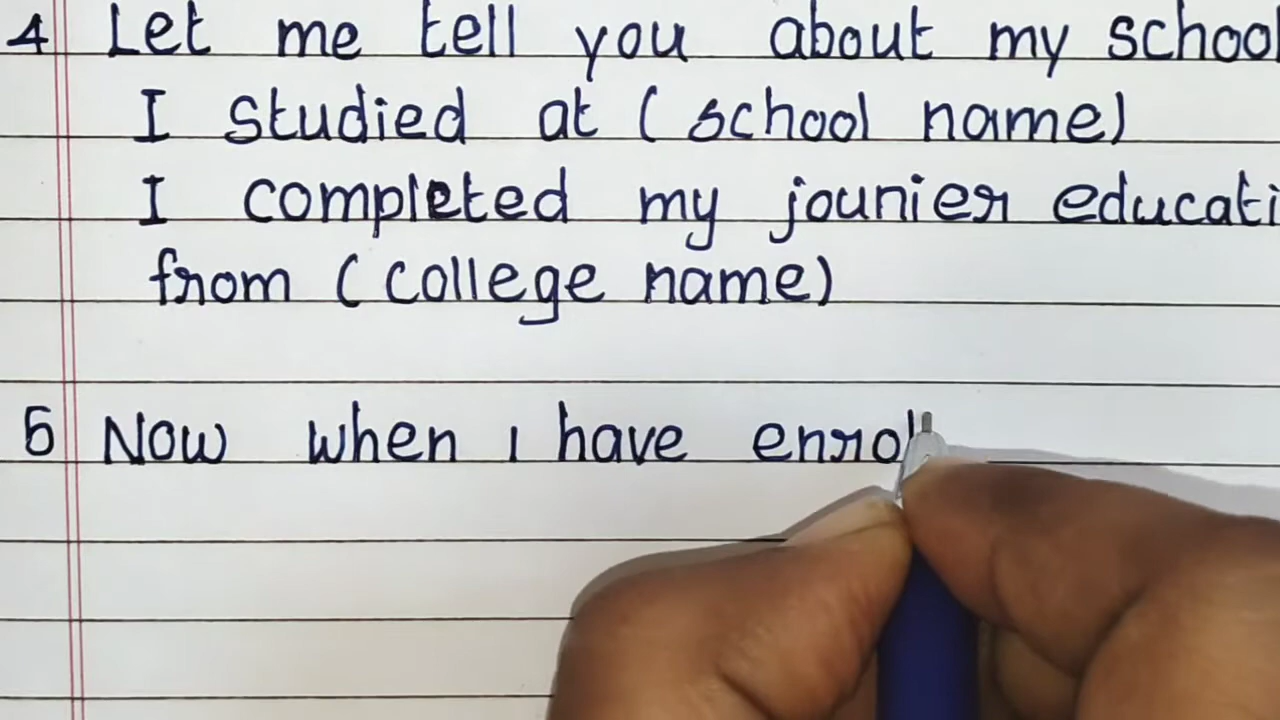 4 Let me tell you about my school
I studied at (school name)
I completed my jounier educati
from (college name)
5 Now when I have enrol